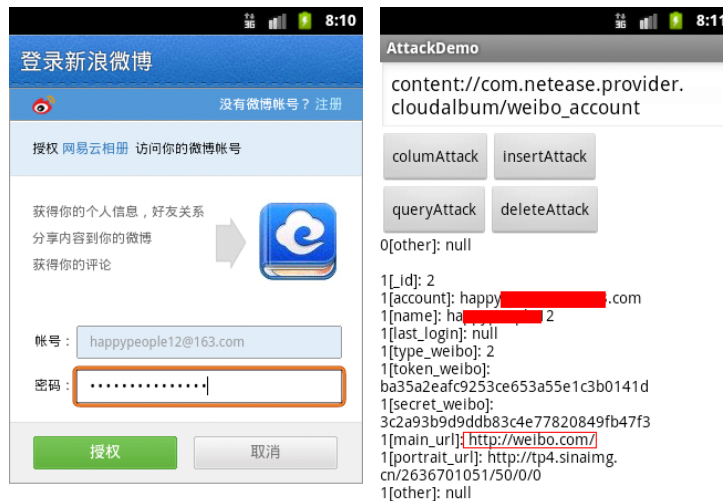 8:10
登录新浪微博
没有微博帐号？注册
授权 网易云相册 访问你的微博帐号
获得你的个人信息，好友关系
分享内容到你的微博
获得你的评论
帐号：
happypeople12@163.com
密码：
授权
取消
8:11
AttackDemo
content://com.netease.provider.
cloudalbum/weibo_account
columAttack
insertAttack
queryAttack
deleteAttack
0[other]: null
1[_id]: 2
1[account]: happy .com
1[name]: ha 2
1[last_login]: null
1[type_weibo]: 2
1[token_weibo]:
ba35a2eafc9253ce653a55e1c3b0141d
1[secret_weibo]:
3c2a93b9d9ddb83c4e77820849fb47f3
1[main_url]: http://weibo.com/
1[portrait_url]: http://tp4.sinaimg.
cn/2636701051/50/0/0
1[other]: null